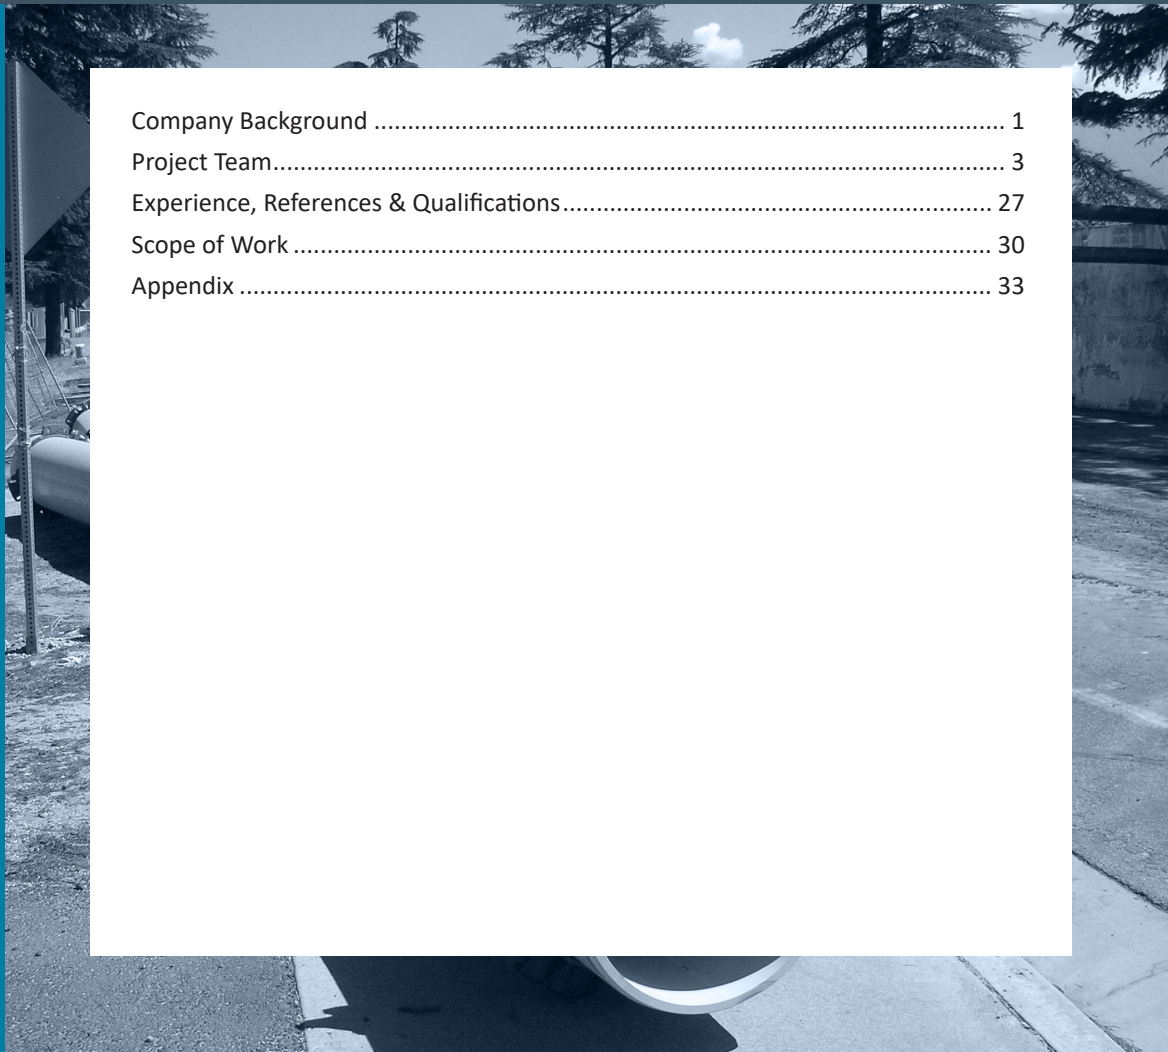 Company Background ............................................................................................... 1
Project Team............................................................................................................. 3
Experience, References & Qualifications................................................................ 27
Scope of Work ........................................................................................................ 30
Appendix ................................................................................................................ 33